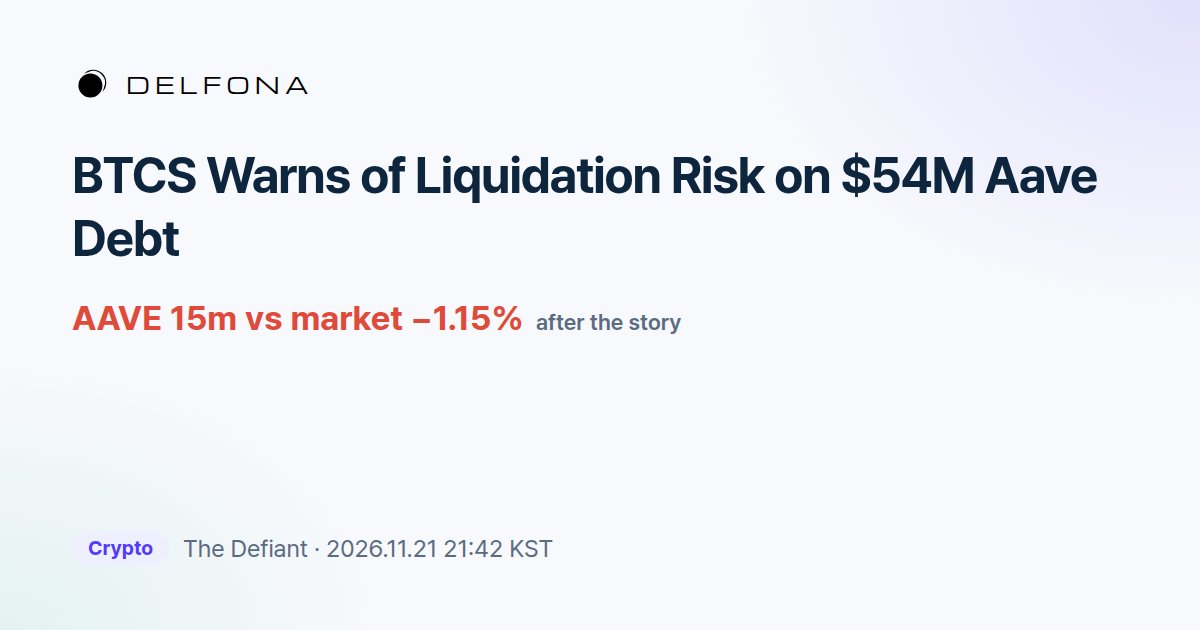 DELFONA
BTCS Warns of Liquidation Risk on $54M Aave
Debt
AAVE 15m vs market −1.15% after the story
Crypto The Defiant · 2026.11.21 21:42 KST